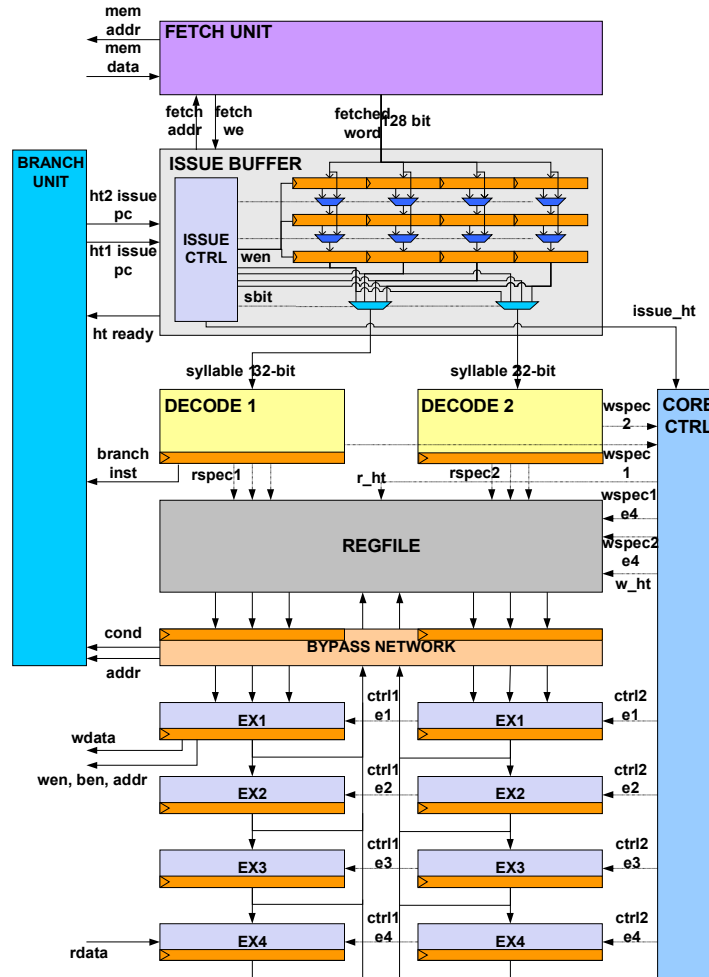 mem
addr
mem
data
FETCH UNIT
fetch
addr
fetch
we
fetched
word
128 bit
BRANCH
UNIT
ISSUE BUFFER
ht2 issue
pc
ht1 issue
pc
ISSUE
CTRL
wen
sbit
ht ready
issue_ht
syllable 1
32-bit
syllable 2
32-bit
DECODE 1
DECODE 2
wspec
2
CORE
CTRL
branch
inst
rspec1
r_ht
rspec2
wspec
1
wspec1
e4
REGFILE
wspec2
e4
w_ht
cond
addr
BYPASS NETWORK
EX1
ctrl1
e1
EX1
ctrl2
e1
wdata
wen, ben, addr
EX2
ctrl1
e2
EX2
ctrl2
e2
EX3
ctrl1
e3
EX3
ctrl2
e3
rdata
EX4
ctrl1
e4
EX4
ctrl2
e4